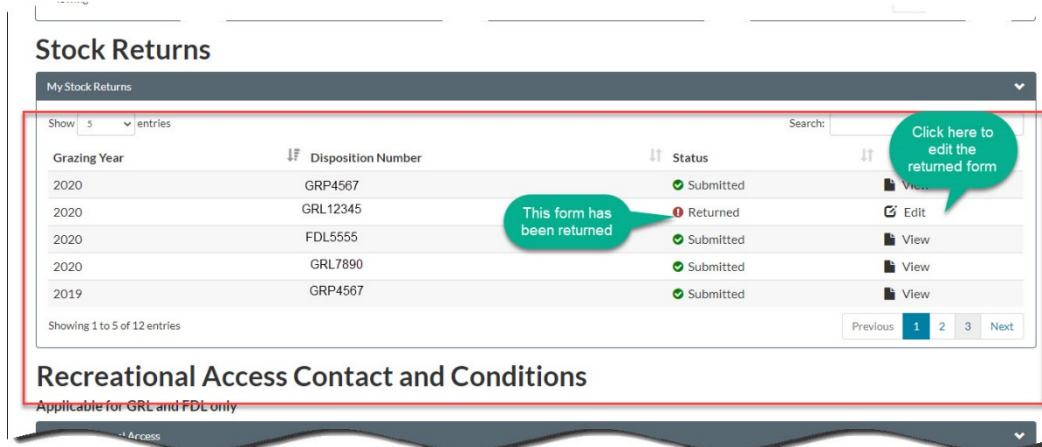 Stock Returns
My Stock Returns
Show 5 entries
Search:
Click here to
edit the
returned form
Grazing Year Disposition Number Status
2020 GRP4567 Submitted View
2020 GRL12345 Returned Edit
This form has
been returned
2020 FDL5555 Submitted View
2020 GRL7890 Submitted View
2019 GRP4567 Submitted View
Showing 1 to 5 of 12 entries
Previous 1 2 3 Next
Recreational Access Contact and Conditions
Applicable for GRL and FDL only
Access